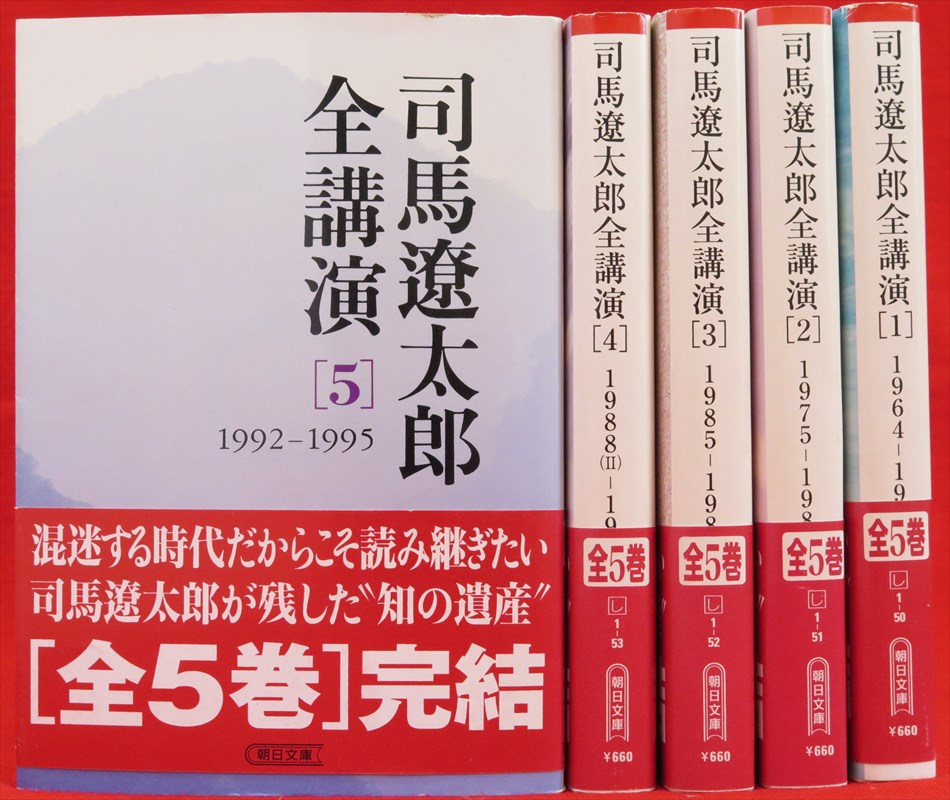 司馬遼太郎
全講演
[5]
1992–1995
混迷する時代だからこそ読み継ぎたい
司馬遼太郎が残した〝知の遺産〟
[全5巻]完結
朝日文庫
司馬遼太郎全講演[4]
1988(II)–19
全5巻
し
1-53
朝日文庫
¥660
司馬遼太郎全講演[3]
1985–198
全5巻
し
1-52
朝日文庫
¥660
司馬遼太郎全講演[2]
1975–198
全5巻
し
1-51
朝日文庫
¥660
司馬遼太郎全講演[1]
1964–19
全5巻
し
1-50
朝日文庫
¥660